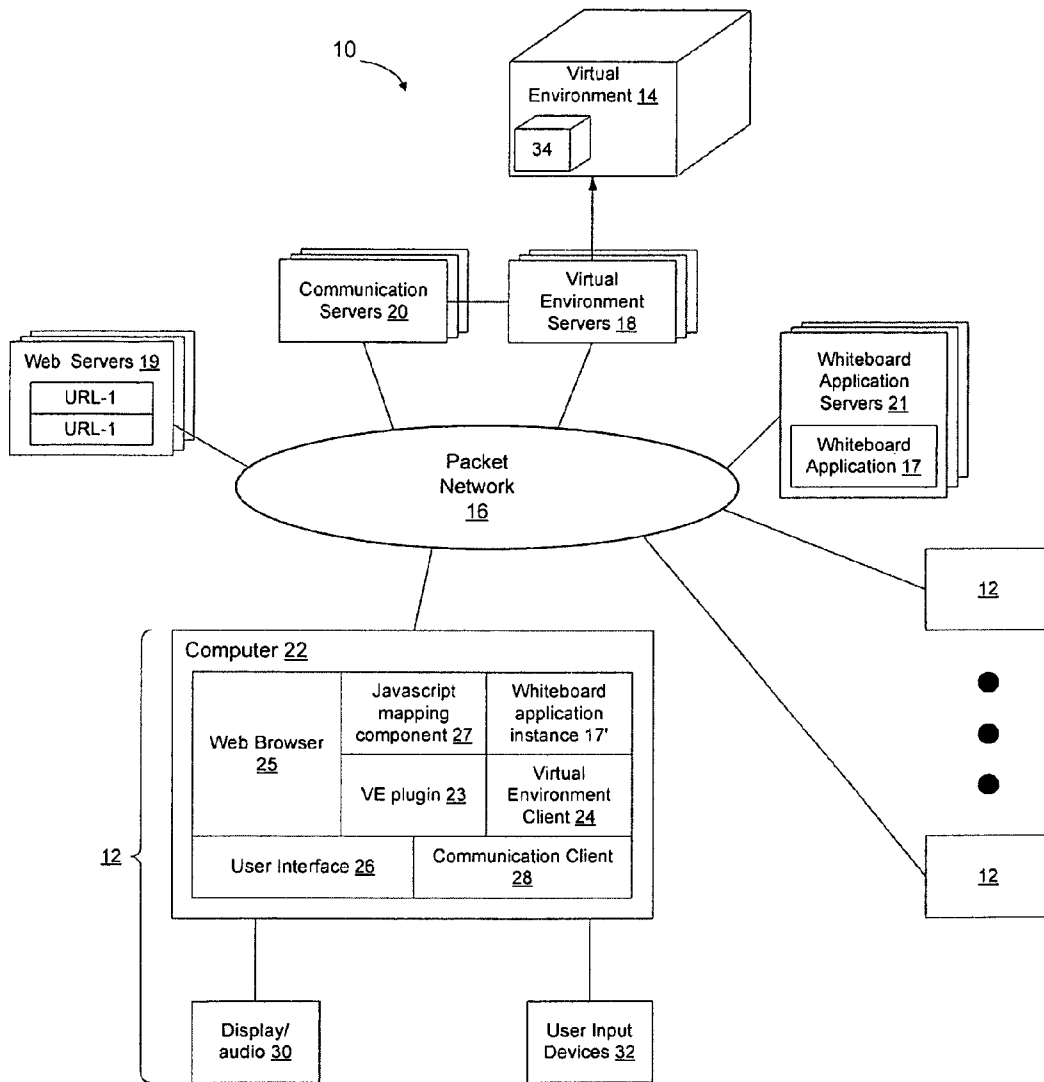 10
Virtual
Environment 14
34
Communication
Servers 20
Virtual
Environment
Servers 18
Web Servers 19
URL-1
URL-1
Whiteboard
Application
Servers 21
Whiteboard
Application 17
Packet
Network
16
12
Computer 22
Web Browser
25
Javascript
mapping
component 27
Whiteboard
application
instance 17'
VE plugin 23
Virtual
Environment
Client 24
User Interface 26
Communication Client
28
12
12
Display/
audio 30
User Input
Devices 32